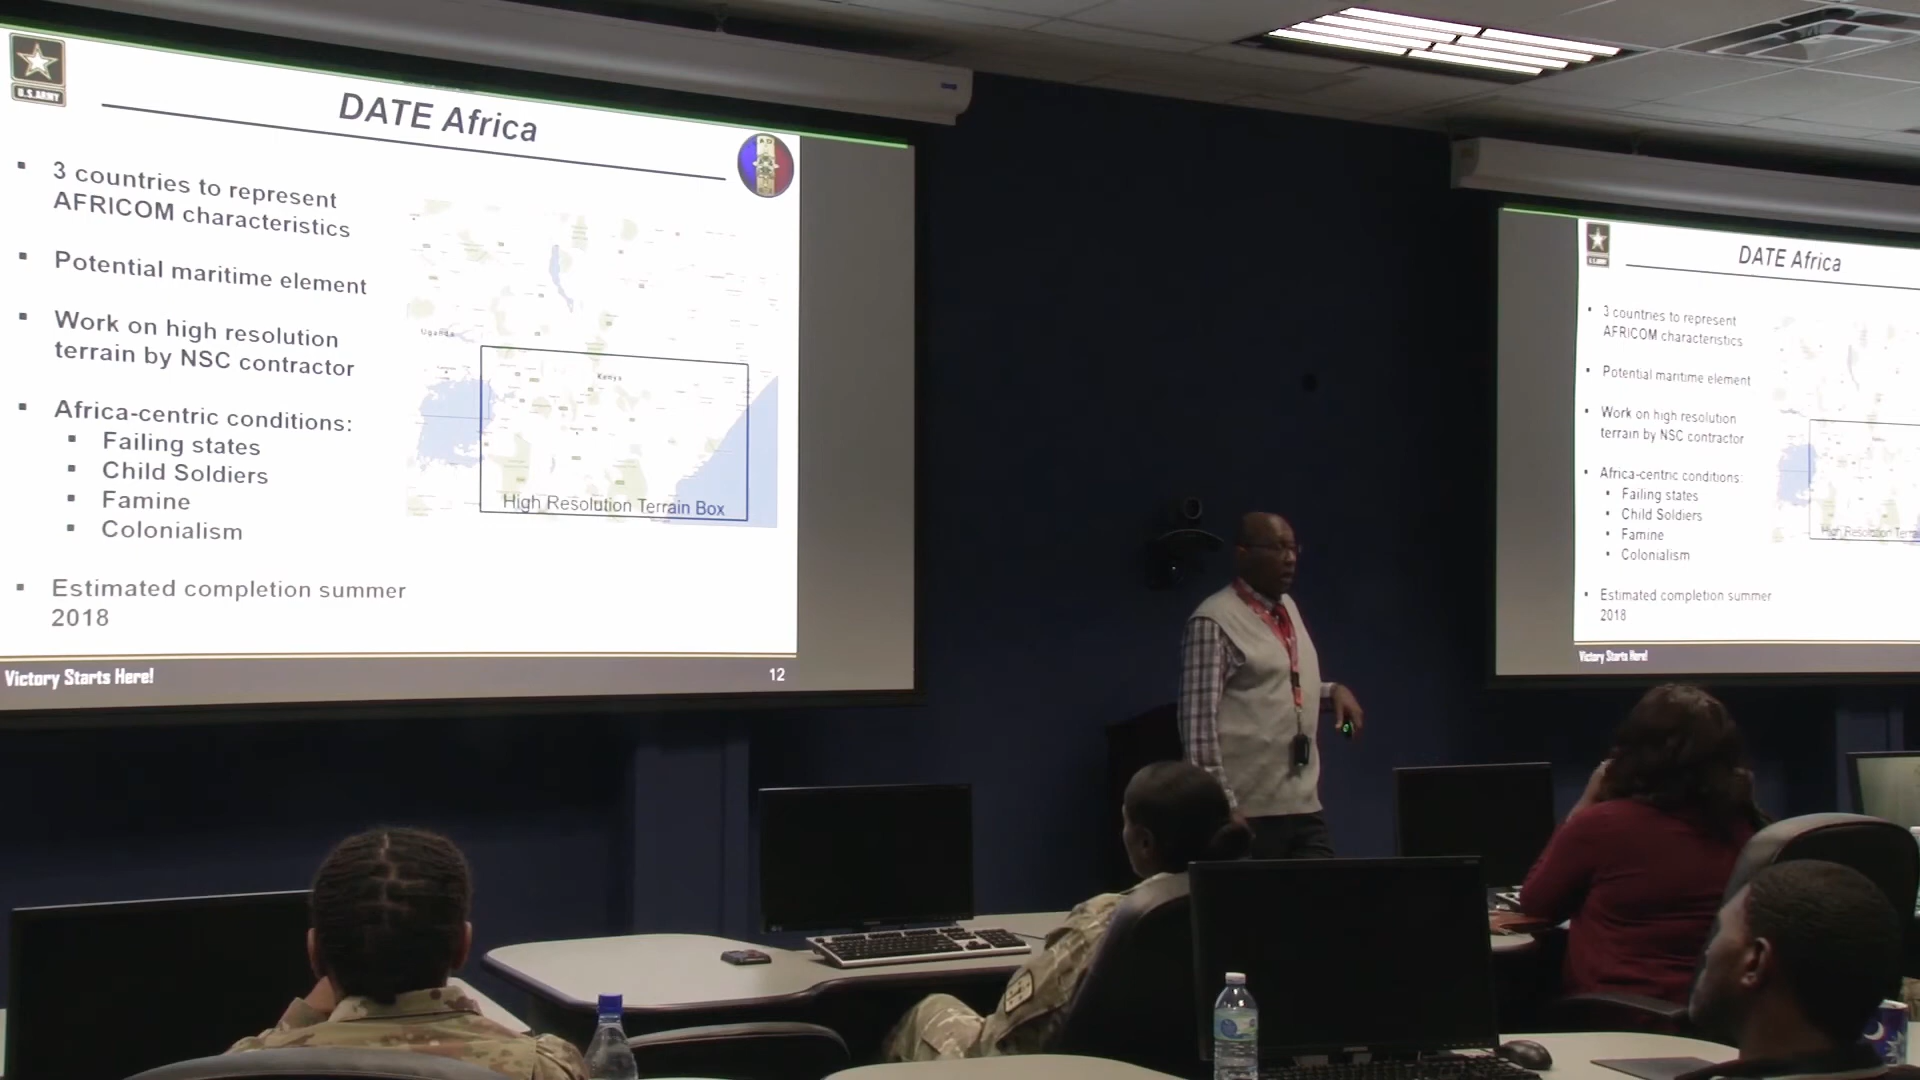 U.S.ARMY
DATE Africa
▪ 3 countries to represent
AFRICOM characteristics
▪ Potential maritime element
▪ Work on high resolution
terrain by NSC contractor
▪ Africa-centric conditions:
▪ Failing states
▪ Child Soldiers
▪ Famine
▪ Colonialism
▪ Estimated completion summer
2018
Uganda
Kenya
High Resolution Terrain Box
Victory Starts Here!
12
DATE Africa
▪ 3 countries to represent
AFRICOM characteristics
▪ Potential maritime element
▪ Work on high resolution
terrain by NSC contractor
▪ Africa-centric conditions:
▪ Failing states
▪ Child Soldiers
▪ Famine
▪ Colonialism
▪ Estimated completion summer
2018
High Resolution Terra
Victory Starts Here!